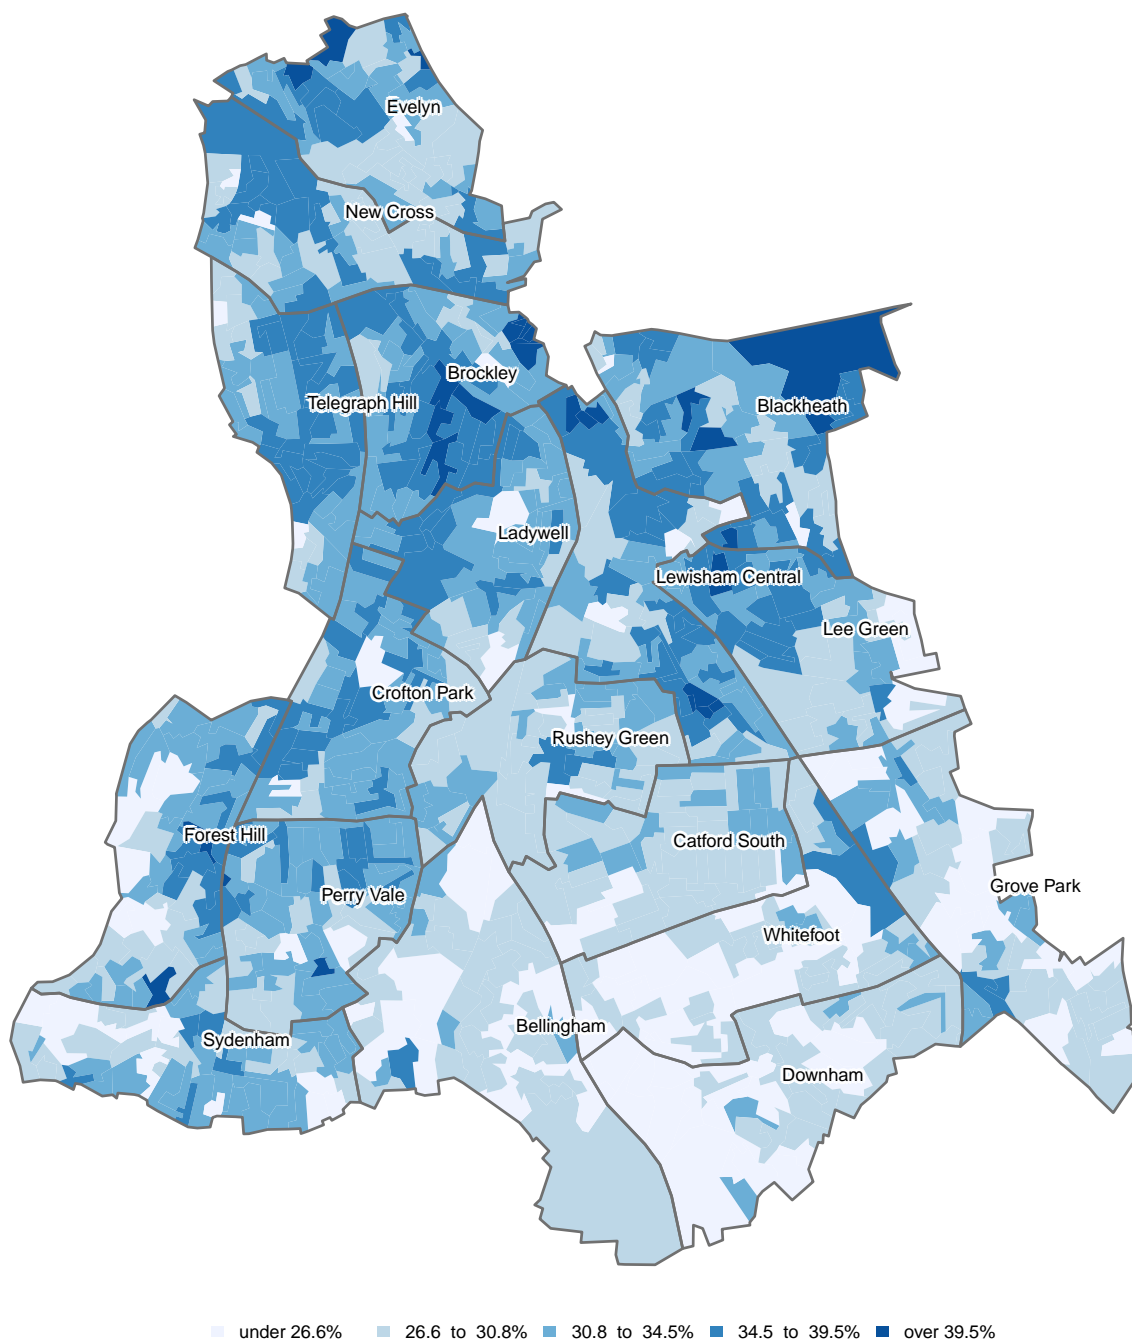 Evelyn
New Cross
Brockley
Telegraph Hill
Blackheath
Ladywell
Lewisham Central
Lee Green
Crofton Park
Rushey Green
Forest Hill
Catford South
Perry Vale
Grove Park
Whitefoot
Bellingham
Sydenham
Downham
under 26.6% 26.6 to 30.8% 30.8 to 34.5% 34.5 to 39.5% over 39.5%